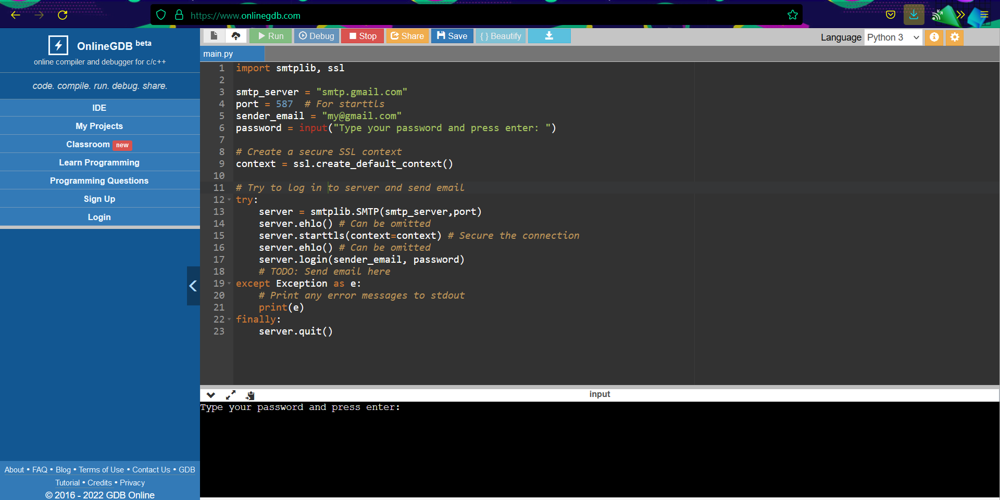 https://www.onlinegdb.com
OnlineGDB beta
online compiler and debugger for c/c++
code. compile. run. debug. share.
IDE
My Projects
Classroom new
Learn Programming
Programming Questions
Sign Up
Login
About • FAQ • Blog • Terms of Use • Contact Us • GDB
Tutorial • Credits • Privacy
© 2016 - 2022 GDB Online
Run Debug Stop Share Save { } Beautify
Language Python 3
main.py
1 import smtplib, ssl
2
3 smtp_server = "smtp.gmail.com"
4 port = 587  # For starttls
5 sender_email = "my@gmail.com"
6 password = input("Type your password and press enter: ")
7
8 # Create a secure SSL context
9 context = ssl.create_default_context()
10
11 # Try to log in to server and send email
12 try:
13     server = smtplib.SMTP(smtp_server,port)
14     server.ehlo() # Can be omitted
15     server.starttls(context=context) # Secure the connection
16     server.ehlo() # Can be omitted
17     server.login(sender_email, password)
18     # TODO: Send email here
19 except Exception as e:
20     # Print any error messages to stdout
21     print(e)
22 finally:
23     server.quit()
input
Type your password and press enter: